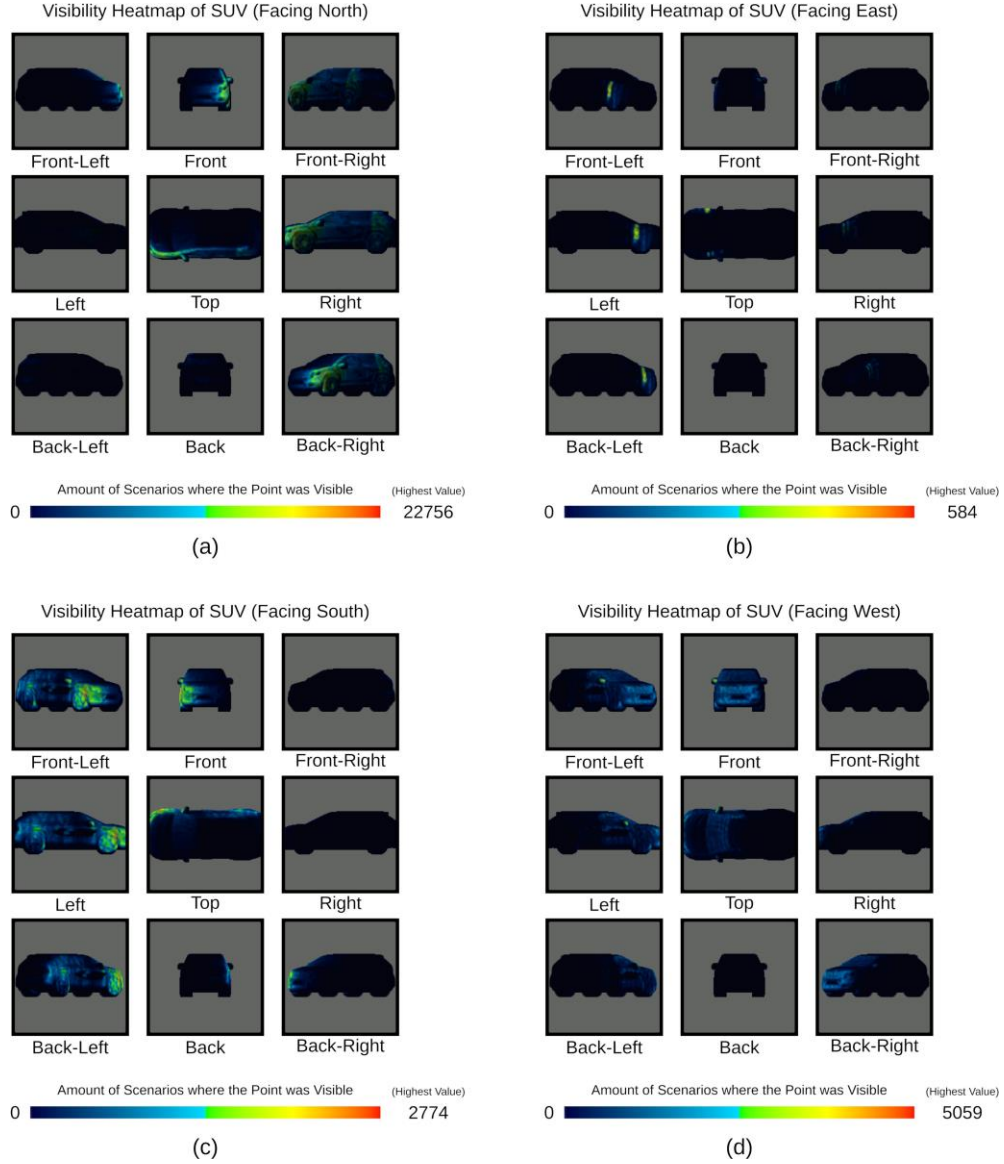 Visibility Heatmap of SUV (Facing North)
Front-Left Front Front-Right
Left Top Right
Back-Left Back Back-Right
Amount of Scenarios where the Point was Visible (Highest Value)
0 22756
(a)
Visibility Heatmap of SUV (Facing East)
Front-Left Front Front-Right
Left Top Right
Back-Left Back Back-Right
Amount of Scenarios where the Point was Visible (Highest Value)
0 584
(b)
Visibility Heatmap of SUV (Facing South)
Front-Left Front Front-Right
Left Top Right
Back-Left Back Back-Right
Amount of Scenarios where the Point was Visible (Highest Value)
0 2774
(c)
Visibility Heatmap of SUV (Facing West)
Front-Left Front Front-Right
Left Top Right
Back-Left Back Back-Right
Amount of Scenarios where the Point was Visible (Highest Value)
0 5059
(d)